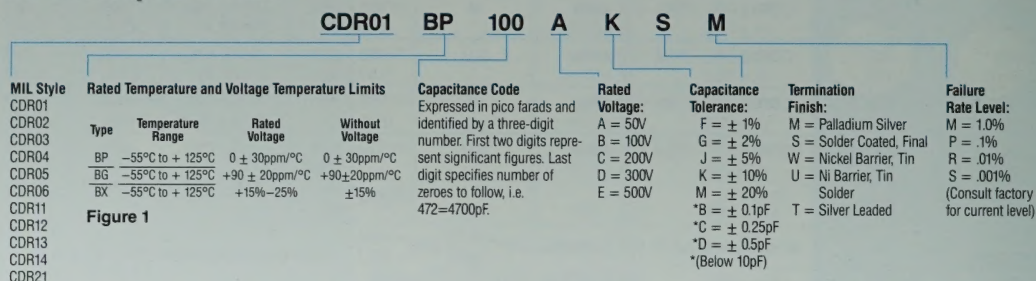 CDR01 BP 100 A K S M
MIL Style
CDR01
CDR02
CDR03
CDR04
CDR05
CDR06
CDR11
CDR12
CDR13
CDR14
CDR21
Rated Temperature and Voltage Temperature Limits
Type Temperature Range Rated Voltage Without Voltage
BP –55°C to + 125°C 0 ± 30ppm/°C 0 ± 30ppm/°C
BG –55°C to + 125°C +90 ± 20ppm/°C +90±20ppm/°C
BX –55°C to + 125°C +15%–25% ±15%
Figure 1
Capacitance Code
Expressed in pico farads and
identified by a three-digit
number. First two digits repre-
sent significant figures. Last
digit specifies number of
zeroes to follow, i.e.
472=4700pF.
Rated
Voltage:
A = 50V
B = 100V
C = 200V
D = 300V
E = 500V
Capacitance
Tolerance:
F = ± 1%
G = ± 2%
J = ± 5%
K = ± 10%
M = ± 20%
*B = ± 0.1pF
*C = ± 0.25pF
*D = ± 0.5pF
*(Below 10pF)
Termination
Finish:
M = Palladium Silver
S = Solder Coated, Final
W = Nickel Barrier, Tin
U = Ni Barrier, Tin
Solder
T = Silver Leaded
Failure
Rate Level:
M = 1.0%
P = .1%
R = .01%
S = .001%
(Consult factory
for current level)